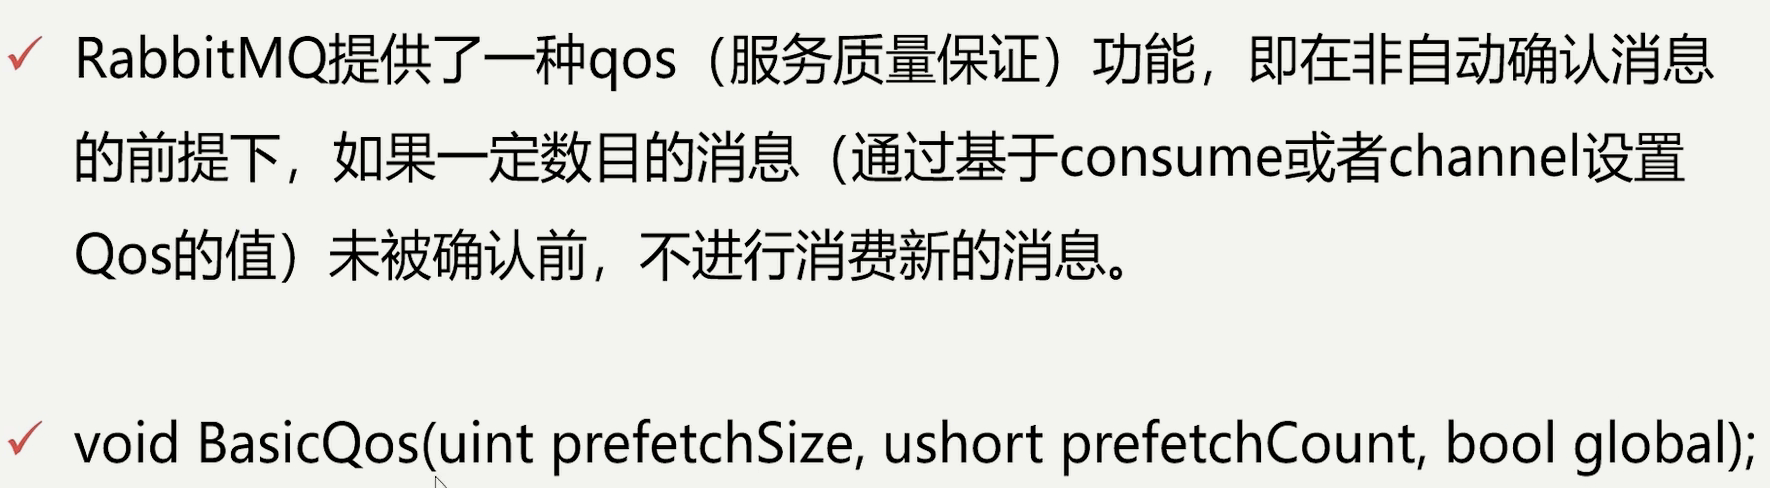 ✓ RabbitMQ提供了一种qos（服务质量保证）功能，即在非自动确认消息
的前提下，如果一定数目的消息（通过基于consume或者channel设置
Qos的值）未被确认前，不进行消费新的消息。
✓ void BasicQos(uint prefetchSize, ushort prefetchCount, bool global);